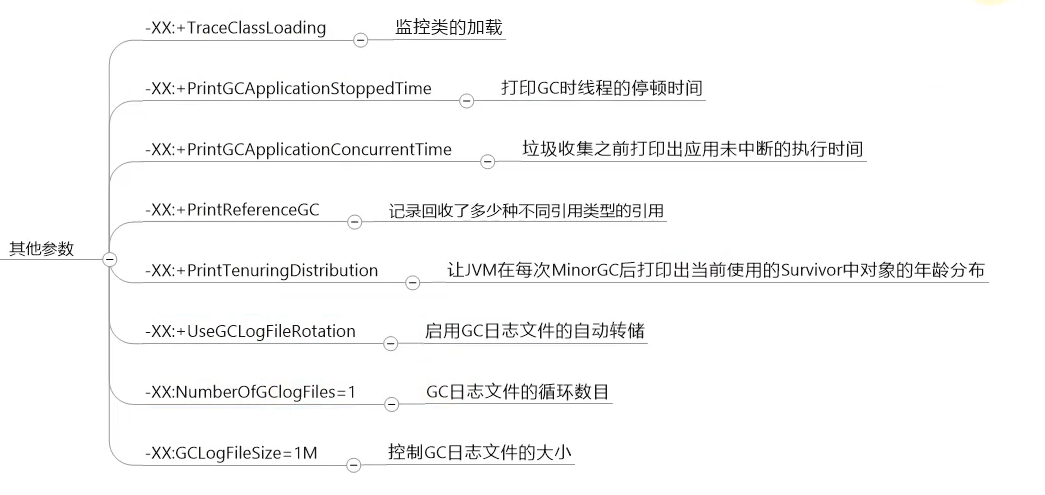 -XX:+TraceClassLoading 监控类的加载
-XX:+PrintGCApplicationStoppedTime 打印GC时线程的停顿时间
-XX:+PrintGCApplicationConcurrentTime 垃圾收集之前打印出应用未中断的执行时间
-XX:+PrintReferenceGC 记录回收了多少种不同引用类型的引用
其他参数
-XX:+PrintTenuringDistribution 让JVM在每次MinorGC后打印出当前使用的Survivor中对象的年龄分布
-XX:+UseGCLogFileRotation 启用GC日志文件的自动转储
-XX:NumberOfGClogFiles=1 GC日志文件的循环数目
-XX:GCLogFileSize=1M 控制GC日志文件的大小